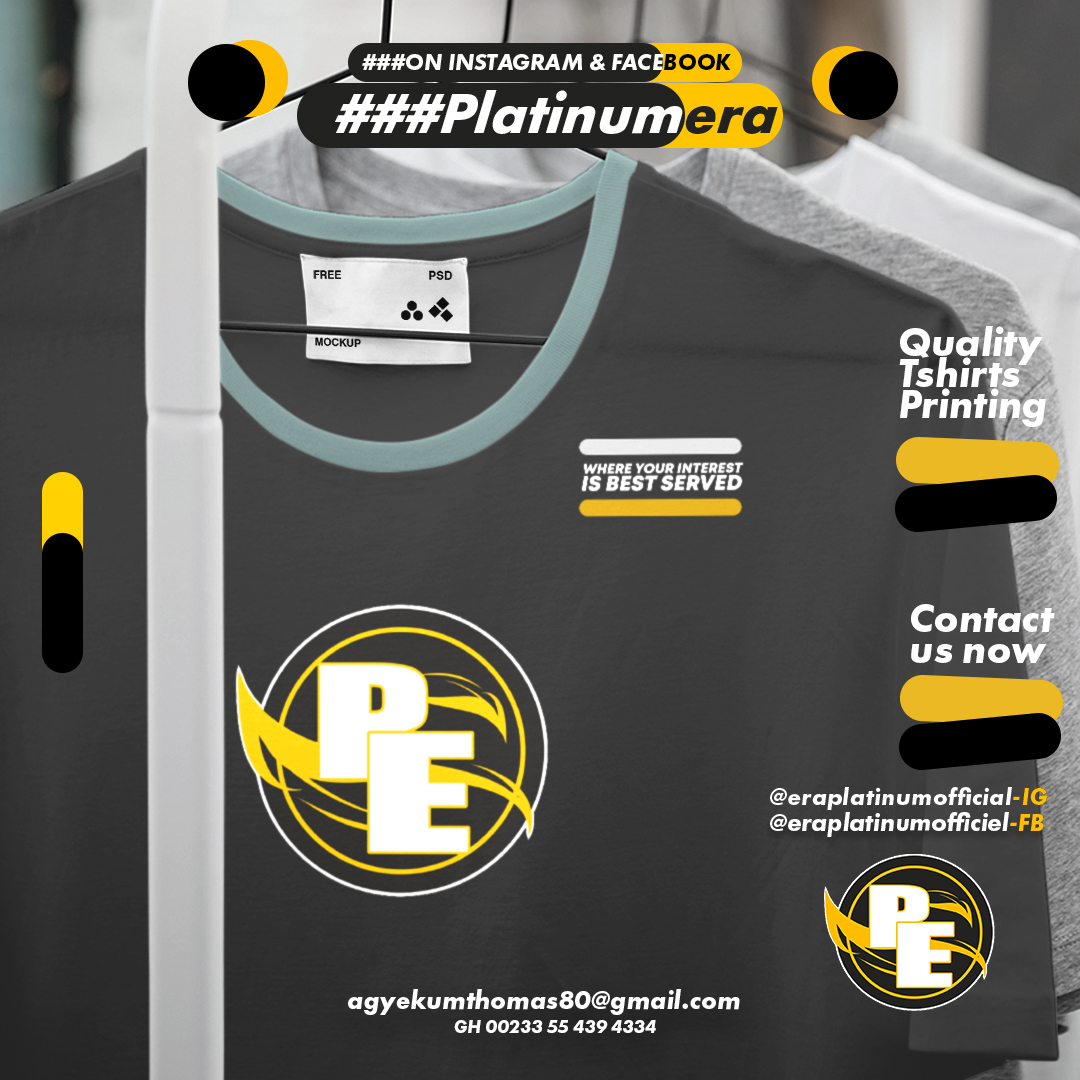 ###ON INSTAGRAM & FACEBOOK
###Platinumera
FREE PSD
MOCKUP
Quality
Tshirts
Printing
WHERE YOUR INTEREST
IS BEST SERVED
PE
Contact
us now
@eraplatinumofficial-IG
@eraplatinumofficiel-FB
PE
agyekumthomas80@gmail.com
GH 00233 55 439 4334